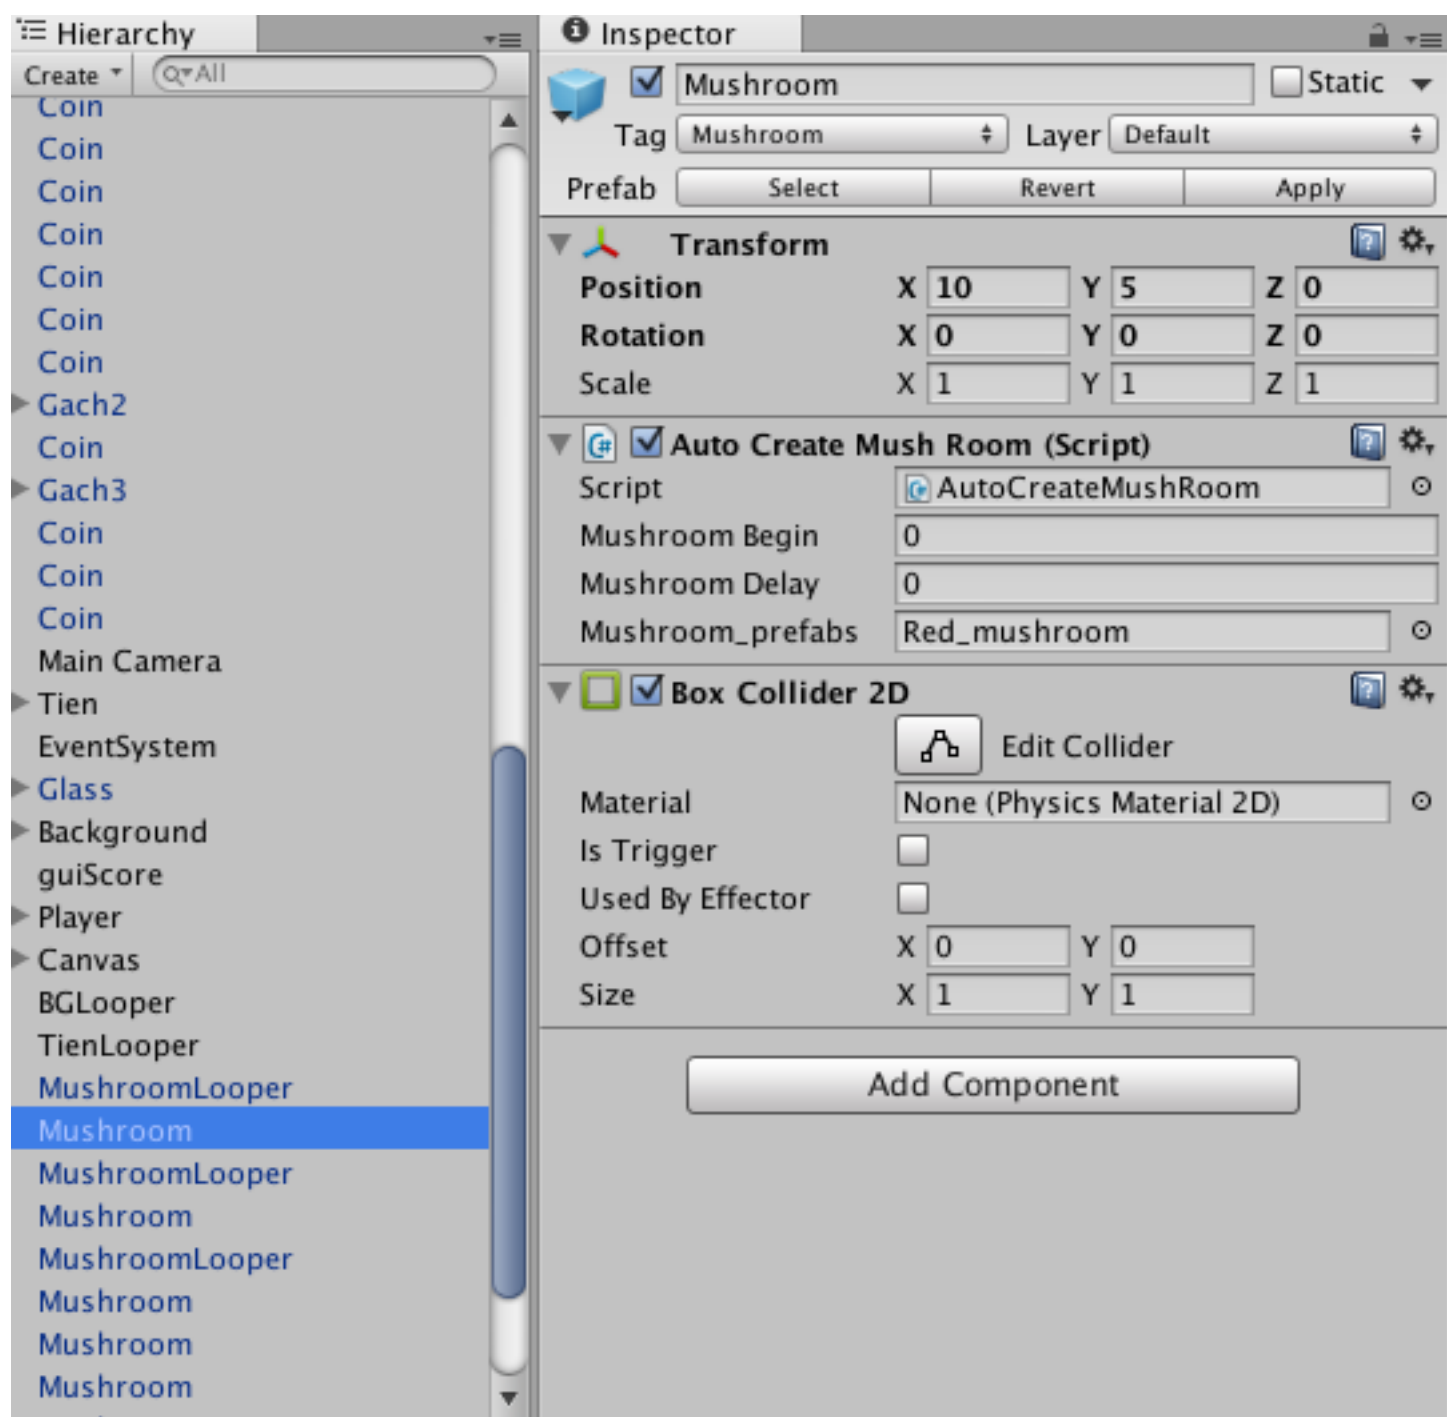 Hierarchy
Create
All
Coin
Coin
Coin
Coin
Coin
Coin
Coin
Gach2
Coin
Gach3
Coin
Coin
Coin
Main Camera
Tien
EventSystem
Glass
Background
guiScore
Player
Canvas
BGLooper
TienLooper
MushroomLooper
Mushroom
MushroomLooper
Mushroom
MushroomLooper
Mushroom
Mushroom
Mushroom
Inspector
Mushroom Static
Tag Mushroom Layer Default
Prefab Select Revert Apply
Transform
Position X 10 Y 5 Z 0
Rotation X 0 Y 0 Z 0
Scale X 1 Y 1 Z 1
Auto Create Mush Room (Script)
Script AutoCreateMushRoom
Mushroom Begin 0
Mushroom Delay 0
Mushroom_prefabs Red_mushroom
Box Collider 2D
Edit Collider
Material None (Physics Material 2D)
Is Trigger
Used By Effector
Offset X 0 Y 0
Size X 1 Y 1
Add Component